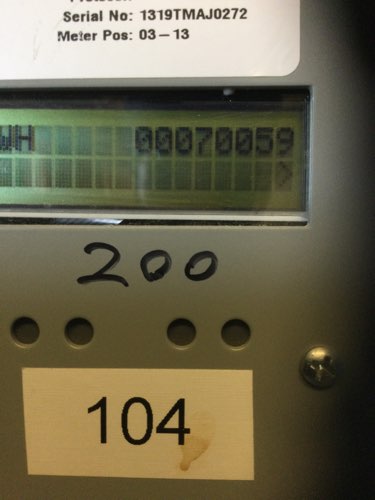 Serial No: 1319TMAJ0272
Meter Pos: 03-13
WH 00070059
>
200
104